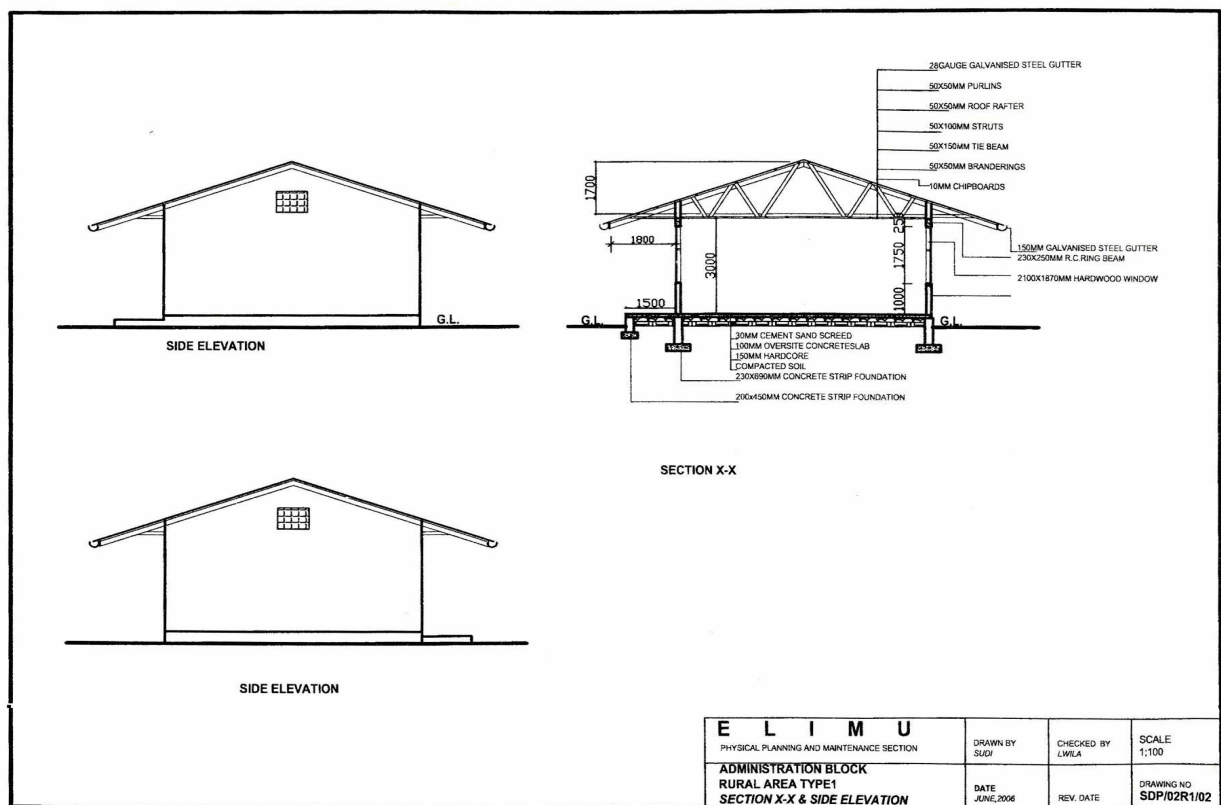 28GAUGE GALVANISED STEEL GUTTER
50X50MM PURLINS
50X50MM ROOF RAFTER
50X100MM STRUTS
50X150MM TIE BEAM
50X50MM BRANDERINGS
10MM CHIPBOARDS
1700
250
1800
3000
1750
1000
1500
150MM GALVANISED STEEL GUTTER
230X250MM R.C.RING BEAM
2100X1870MM HARDWOOD WINDOW
G.L.
G.L.
G.L.
SIDE ELEVATION
30MM CEMENT SAND SCREED
100MM OVERSITE CONCRETESLAB
150MM HARDCORE
COMPACTED SOIL
230X690MM CONCRETE STRIP FOUNDATION
200x450MM CONCRETE STRIP FOUNDATION
SECTION X-X
SIDE ELEVATION
E L I M U
PHYSICAL PLANNING AND MAINTENANCE SECTION
DRAWN BY
SUDI
CHECKED BY
LWILA
SCALE
1;100
ADMINISTRATION BLOCK
RURAL AREA TYPE1
SECTION X-X & SIDE ELEVATION
DATE
JUNE,2006
REV. DATE
DRAWING NO
SDP/02R1/02